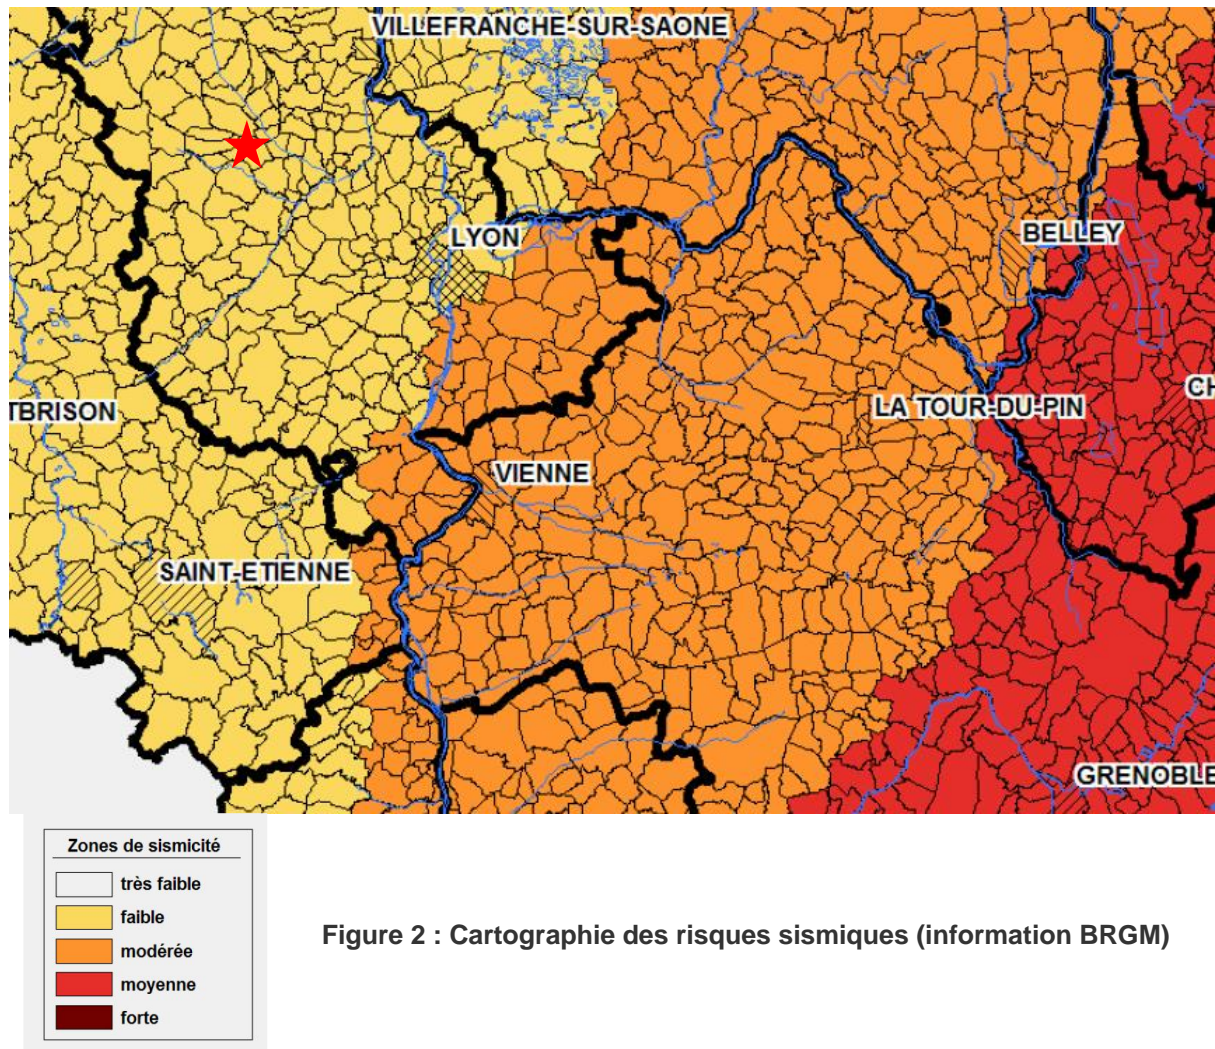 VILLEFRANCHE-SUR-SAONE
LYON
BELLEY
TBRISON
CH
LA TOUR-DU-PIN
VIENNE
SAINT-ETIENNE
GRENOBLE
Zones de sismicité
très faible
faible
modérée
moyenne
forte
Figure 2 : Cartographie des risques sismiques (information BRGM)